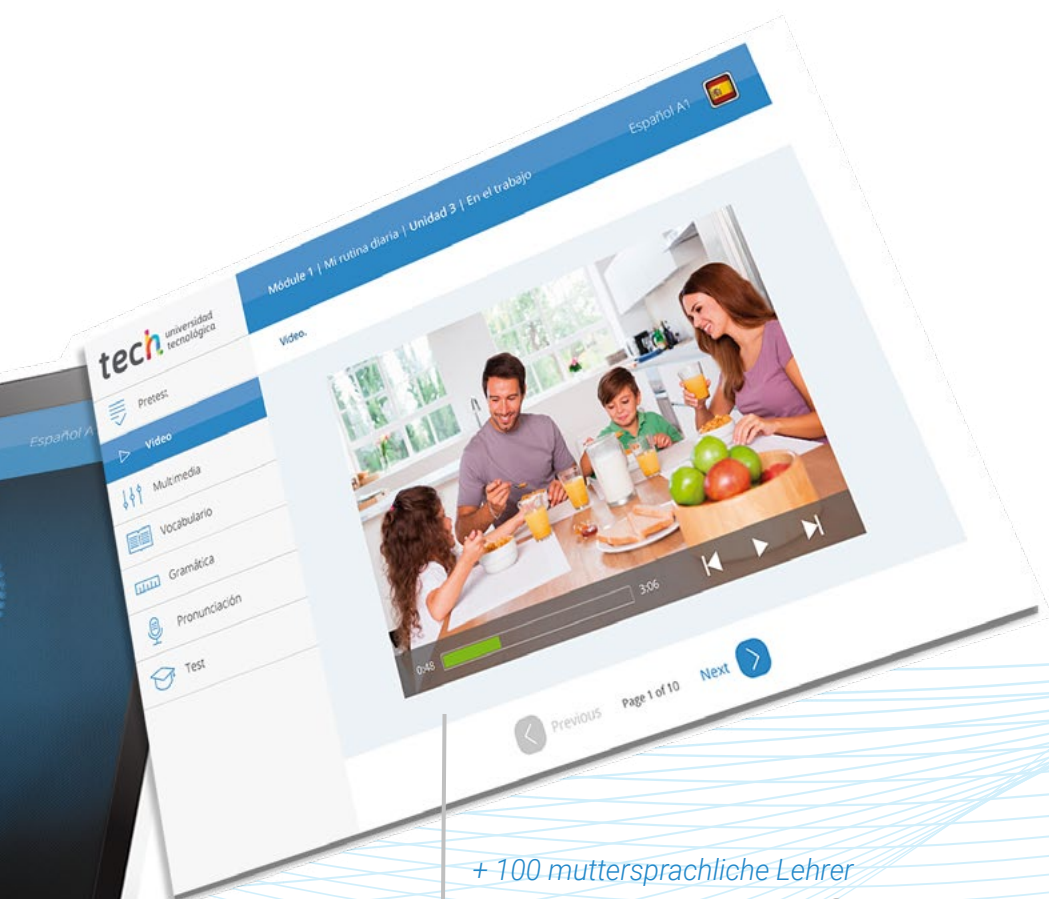 Español A1
Módule 1 | Mi rutina diaria | Unidad 3 | En el trabajo
tech universidad
tecnológica
Video.
Pretest
Video
Multimedia
Vocabulario
Gramática
Pronunciación
Test
Español A
0:48
3:06
Previous
Page 1 of 10
Next
+ 100 muttersprachliche Lehrer